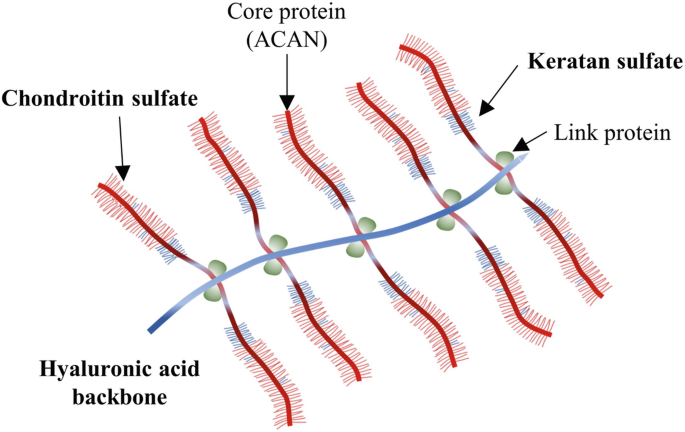 Core protein
(ACAN)
Keratan sulfate
Chondroitin sulfate
Link protein
Hyaluronic acid
backbone